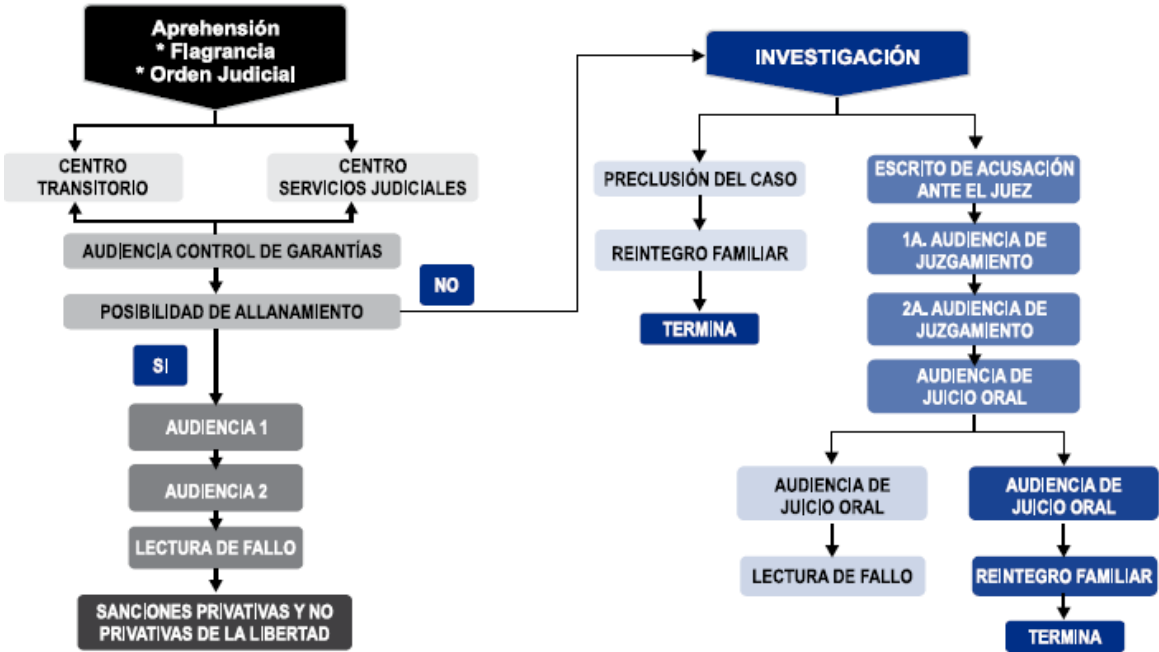 Aprehensión
* Flagrancia
* Orden Judicial
CENTRO
TRANSITORIO
CENTRO
SERVICIOS JUDICIALES
AUDIENCIA CONTROL DE GARANTÍAS
POSIBILIDAD DE ALLANAMIENTO
NO
SI
AUDIENCIA 1
AUDIENCIA 2
LECTURA DE FALLO
SANCIONES PRIVATIVAS Y NO
PRIVATIVAS DE LA LIBERTAD
INVESTIGACIÓN
PRECLUSIÓN DEL CASO
REINTEGRO FAMILIAR
TERMINA
ESCRITO DE ACUSACIÓN
ANTE EL JUEZ
1A. AUDIENCIA DE
JUZGAMIENTO
2A. AUDIENCIA DE
JUZGAMIENTO
AUDIENCIA DE
JUICIO ORAL
AUDIENCIA DE
JUICIO ORAL
LECTURA DE FALLO
AUDIENCIA DE
JUICIO ORAL
REINTEGRO FAMILIAR
TERMINA